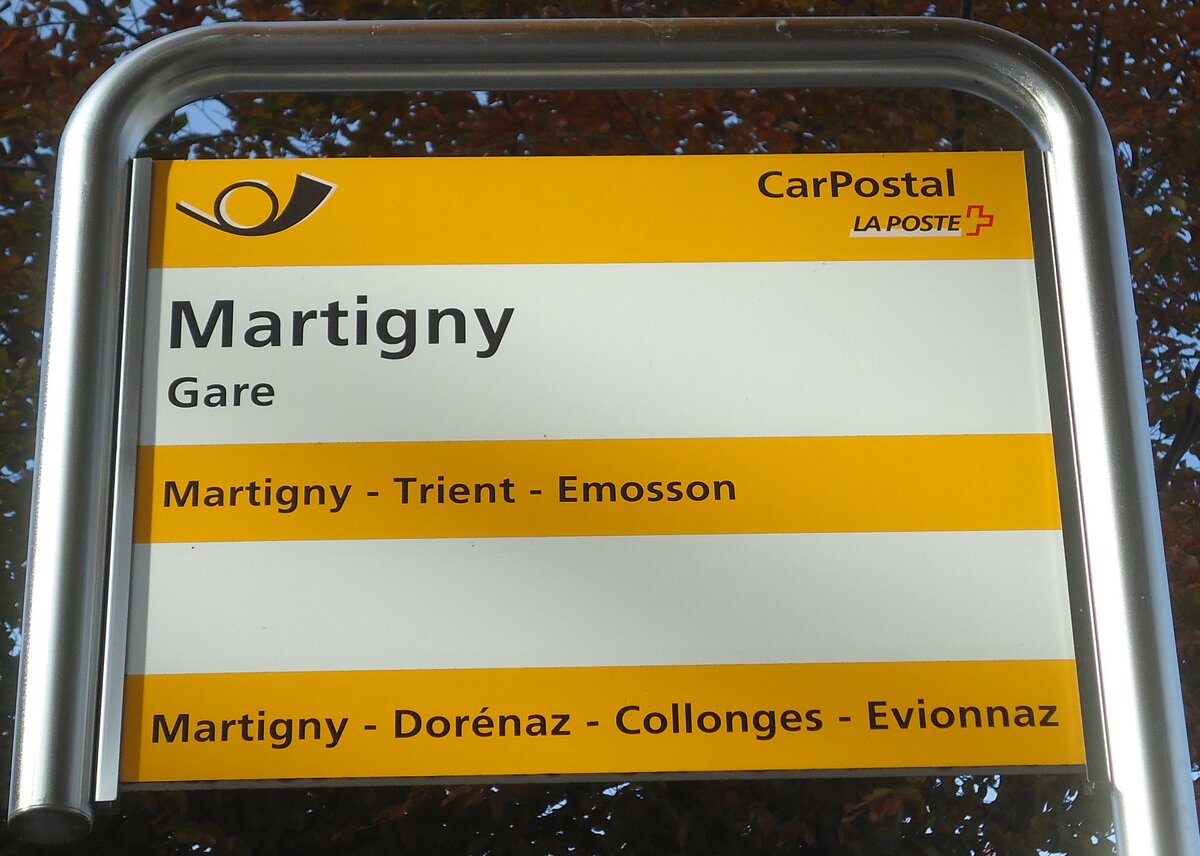 CarPostal
LA POSTE
Martigny
Gare
Martigny - Trient - Emosson
Martigny - Dorénaz - Collonges - Evionnaz